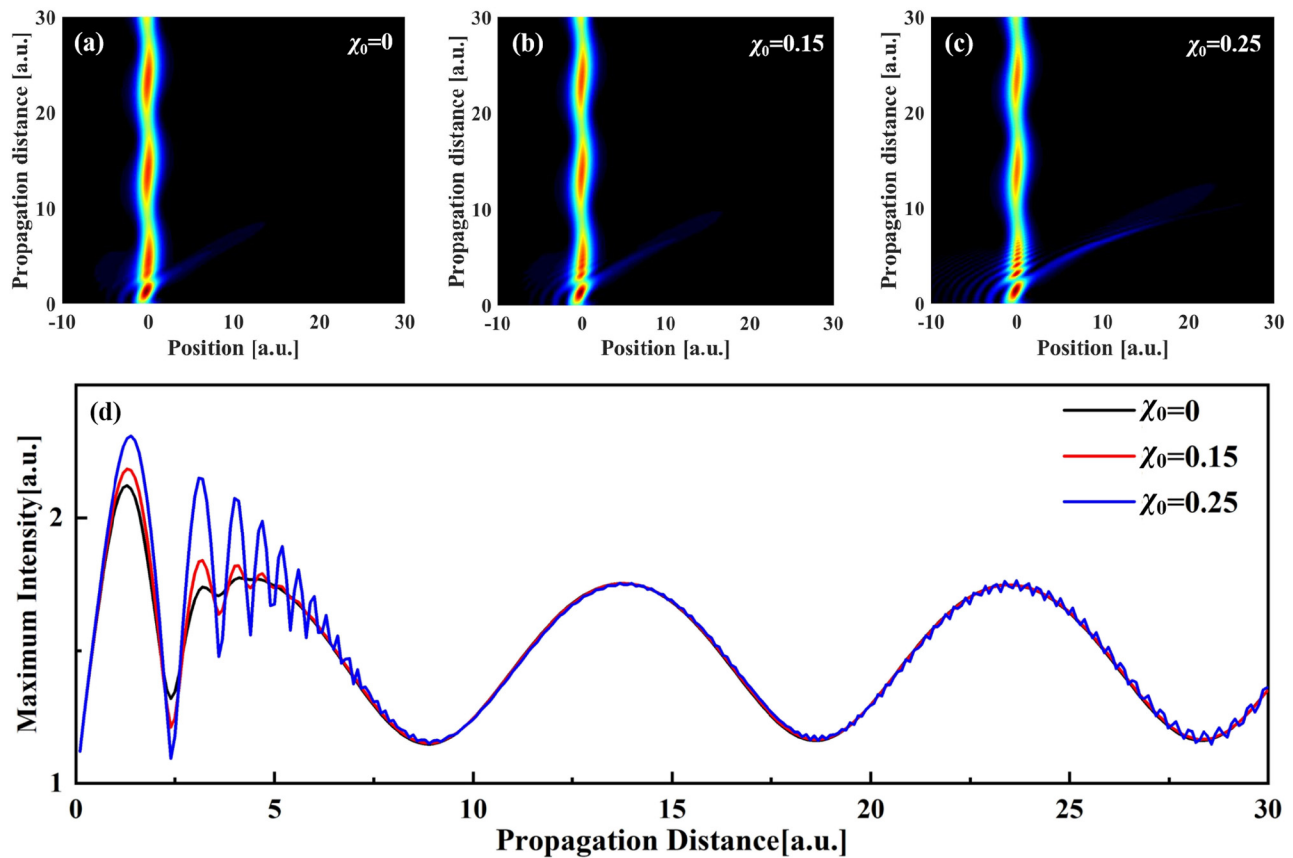 (a) χ₀=0
(b) χ₀=0.15
(c) χ₀=0.25
30
20
10
0
Propagation distance [a.u.]
-10 0 10 20 30
Position [a.u.]
30
20
10
0
Propagation distance [a.u.]
-10 0 10 20 30
Position [a.u.]
30
20
10
0
Propagation distance [a.u.]
-10 0 10 20 30
Position [a.u.]
(d)
χ₀=0
χ₀=0.15
χ₀=0.25
2
1
Maximum Intensity[a.u.]
0 5 10 15 20 25 30
Propagation Distance[a.u.]